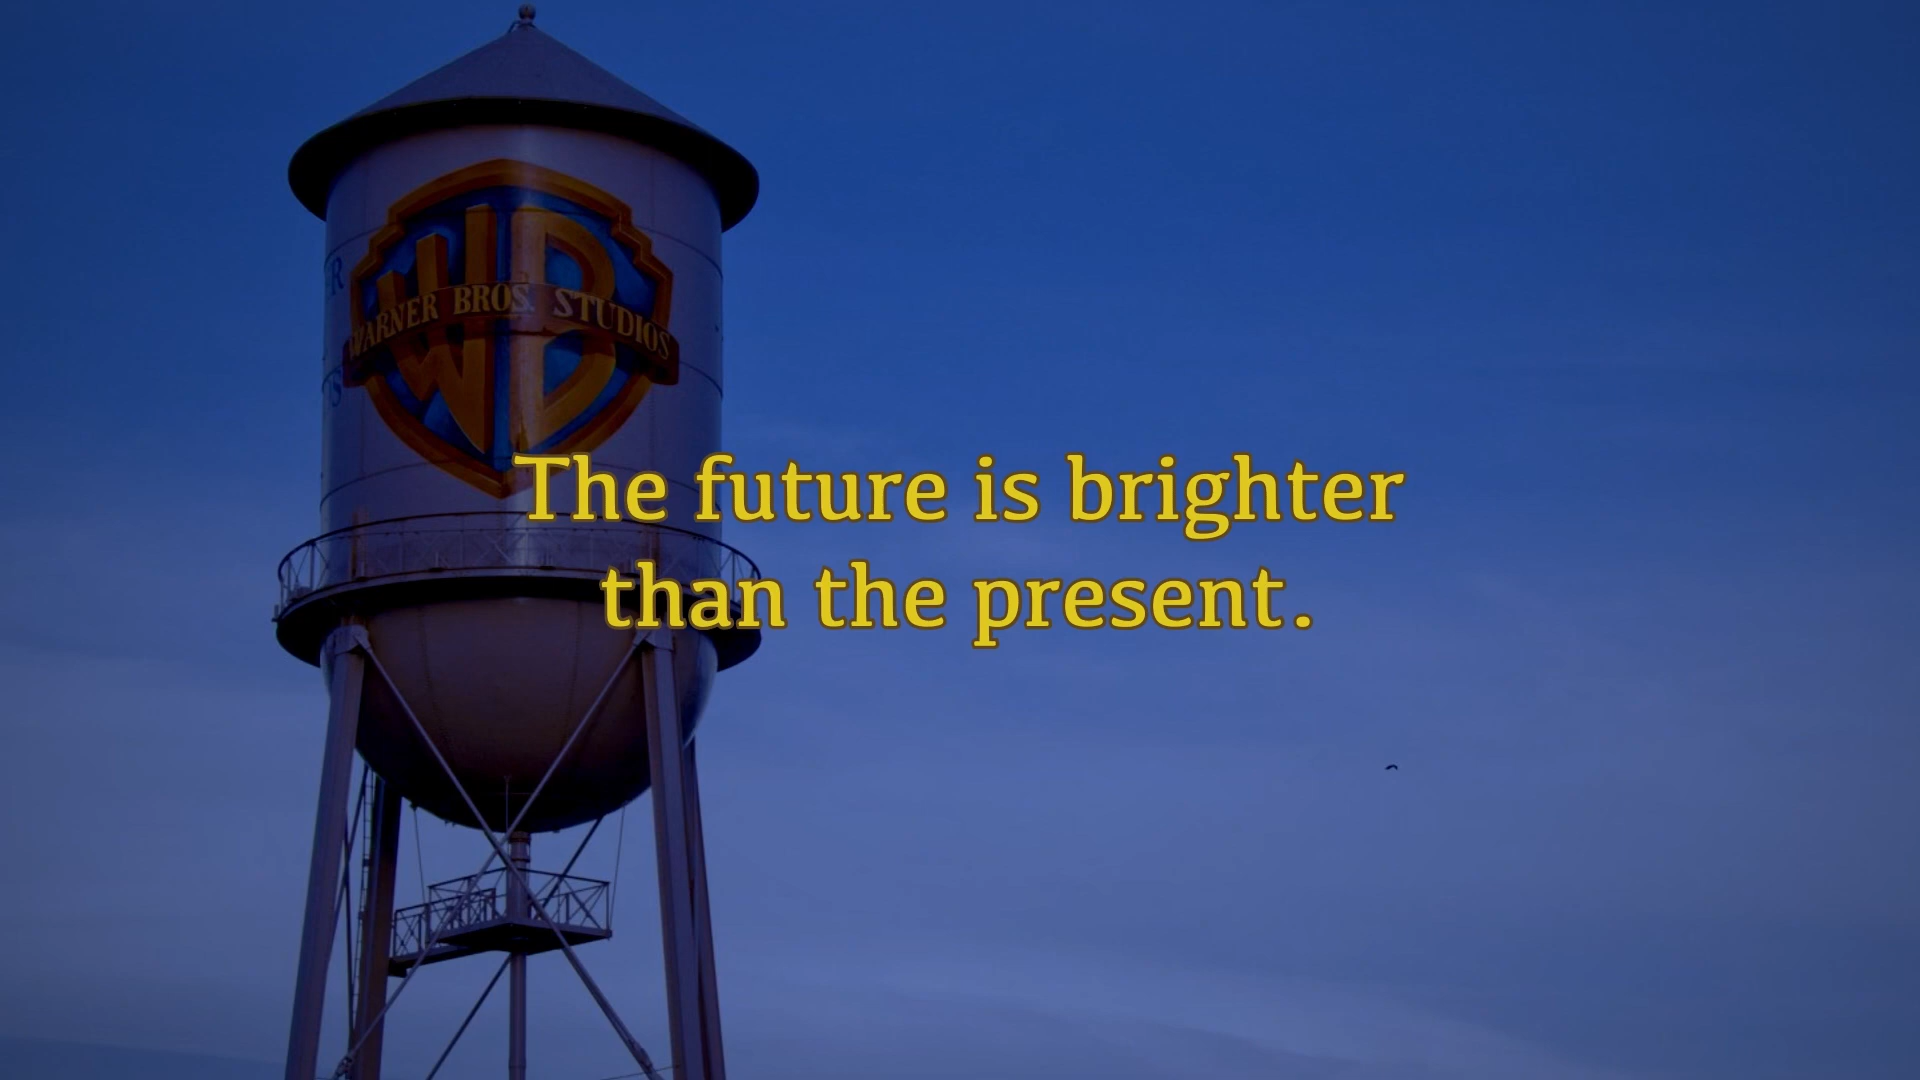 WB
WARNER BROS. STUDIOS
The future is brighter
than the present.